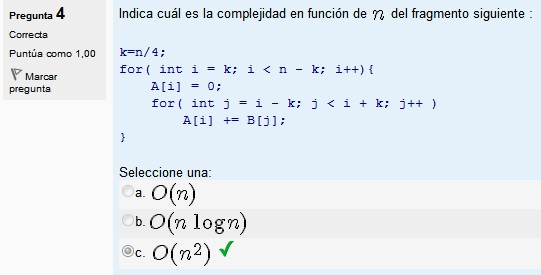 Pregunta 4
Correcta
Puntúa como 1,00
Marcar
pregunta
Indica cuál es la complejidad en función de n del fragmento siguiente :
k=n/4;
for( int i = k; i < n - k; i++){
    A[i] = 0;
    for( int j = i - k; j < i + k; j++ )
        A[i] += B[j];
}
Seleccione una:
a. O(n)
b. O(n log n)
c. O(n²) ✓